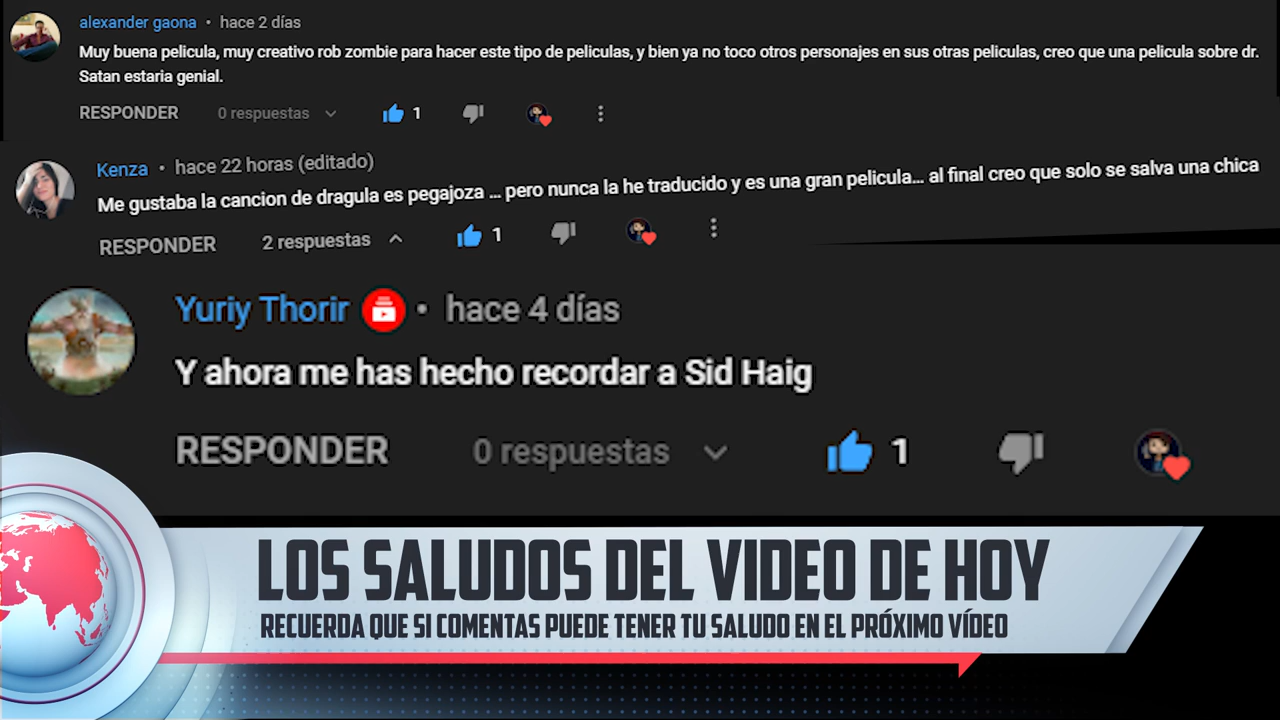 alexander gaona • hace 2 días
Muy buena pelicula, muy creativo rob zombie para hacer este tipo de peliculas, y bien ya no toco otros personajes en sus otras peliculas, creo que una pelicula sobre dr.
Satan estaria genial.
RESPONDER 0 respuestas 1
Kenza • hace 22 horas (editado)
Me gustaba la cancion de dragula es pegajoza ... pero nunca la he traducido y es una gran pelicula... al final creo que solo se salva una chica
RESPONDER 2 respuestas 1
Yuriy Thorir • hace 4 días
Y ahora me has hecho recordar a Sid Haig
RESPONDER 0 respuestas 1
LOS SALUDOS DEL VIDEO DE HOY
RECUERDA QUE SI COMENTAS PUEDE TENER TU SALUDO EN EL PRÓXIMO VÍDEO